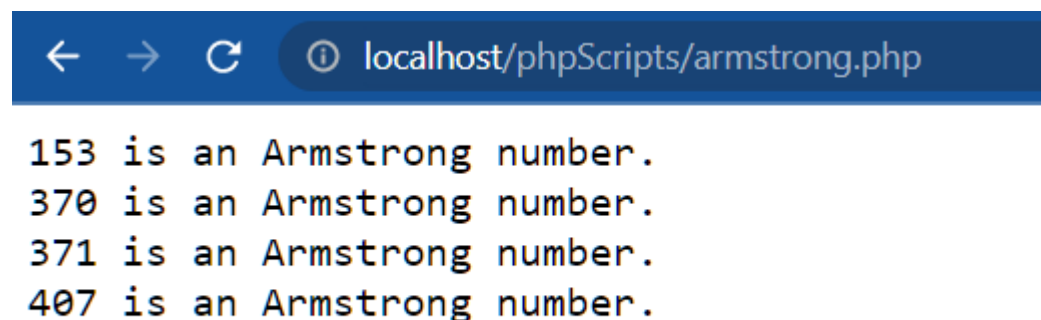 localhost/phpScripts/armstrong.php
153 is an Armstrong number.
370 is an Armstrong number.
371 is an Armstrong number.
407 is an Armstrong number.